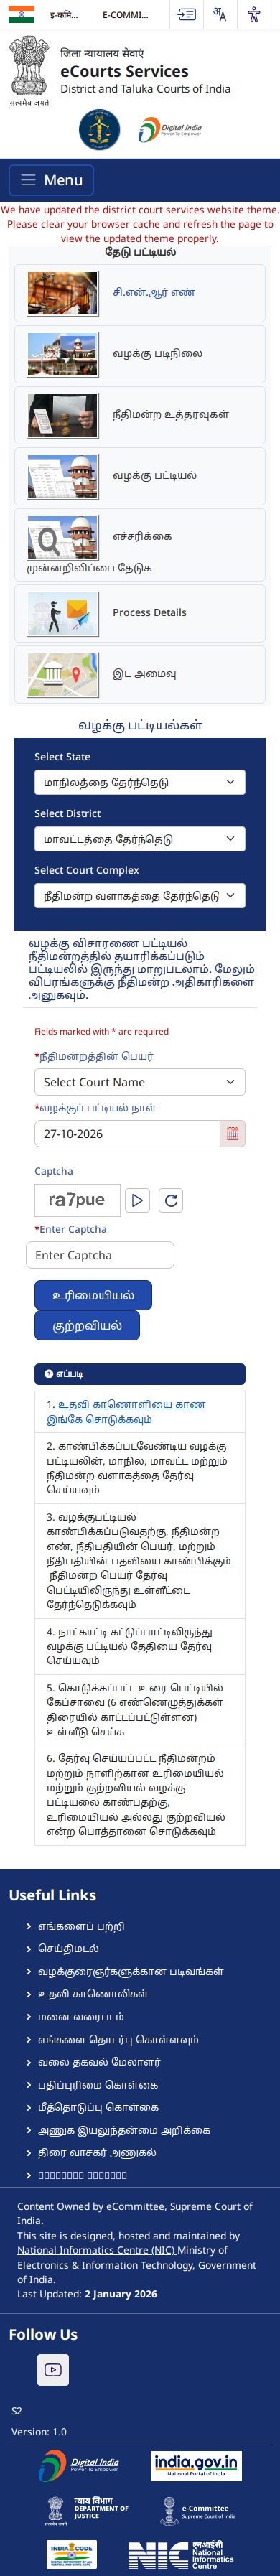 इ-कमि...
E-COMMI...
जिला न्यायालय सेवाएं
eCourts Services
District and Taluka Courts of India
सत्यमेव जयते
Digital India
Power To Empower
Menu
We have updated the district court services website theme.
Please clear your browser cache and refresh the page to
view the updated theme properly.
தேடு பட்டியல்
சி.என்.ஆர் எண்
வழக்கு படிநிலை
நீதிமன்ற உத்தரவுகள்
வழக்கு பட்டியல்
எச்சரிக்கை
முன்னறிவிப்பை தேடுக
Process Details
இட அமைவு
வழக்கு பட்டியல்கள்
Select State
மாநிலத்தை தேர்ந்தெடு
Select District
மாவட்டத்தை தேர்ந்தெடு
Select Court Complex
நீதிமன்ற வளாகத்தை தேர்ந்தெடு
வழக்கு விசாரணை பட்டியல்
நீதிமன்றத்தில் தயாரிக்கப்படும்
பட்டியலில் இருந்து மாறுபடலாம். மேலும்
விபரங்களுக்கு நீதிமன்ற அதிகாரிகளை
அனுகவும்.
Fields marked with * are required
*நீதிமன்றத்தின் பெயர்
Select Court Name
*வழக்குப் பட்டியல் நாள்
27-10-2026
Captcha
ra7pue
*Enter Captcha
Enter Captcha
உரிமையியல்
குற்றவியல்
எப்படி
1. உதவி காணொளியை காண
இங்கே சொடுக்கவும்
2. காண்பிக்கப்படவேண்டிய வழக்கு
பட்டியலின், மாநில, மாவட்ட மற்றும்
நீதிமன்ற வளாகத்தை தேர்வு
செய்யவும்
3. வழக்குபட்டியல்
காண்பிக்கப்படுவதற்கு, நீதிமன்ற
எண், நீதிபதியின் பெயர், மற்றும்
நீதிபதியின் பதவியை காண்பிக்கும்
நீதிமன்ற பெயர் தேர்வு
பெட்டியிலிருந்து உள்ளீட்டை
தேர்ந்தெடுக்கவும்
4. நாட்காட்டி கட்டுப்பாட்டிலிருந்து
வழக்கு பட்டியல் தேதியை தேர்வு
செய்யவும்
5. கொடுக்கப்பட்ட உரை பெட்டியில்
கேப்சாவை (6 எண்ணெழுத்துக்கள்
திரையில் காட்டப்பட்டுள்ளன)
உள்ளீடு செய்க
6. தேர்வு செய்யப்பட்ட நீதிமன்றம்
மற்றும் நாளிற்கான உரிமையியல்
மற்றும் குற்றவியல் வழக்கு
பட்டியலை காண்பதற்கு,
உரிமையியல் அல்லது குற்றவியல்
என்ற பொத்தானை சொடுக்கவும்
Useful Links
எங்களைப் பற்றி
செய்திமடல்
வழக்குரைஞர்களுக்கான படிவங்கள்
உதவி காணொலிகள்
மனை வரைபடம்
எங்களை தொடர்பு கொள்ளவும்
வலை தகவல் மேலாளர்
பதிப்புரிமை கொள்கை
மீத்தொடுப்பு கொள்கை
அணுக இயலுந்தன்மை அறிக்கை
திரை வாசகர் அணுகல்
Content Owned by eCommittee, Supreme Court of
India.
This site is designed, hosted and maintained by
National Informatics Centre (NIC) Ministry of
Electronics & Information Technology, Government
of India.
Last Updated: 2 January 2026
Follow Us
S2
Version: 1.0
Digital India
Power To Empower
india.gov.in
National Portal of India
न्याय विभाग
DEPARTMENT OF
JUSTICE
e-Committee
Supreme Court of India
INDIA CODE
NIC
एनआईसी
National
Informatics
Centre